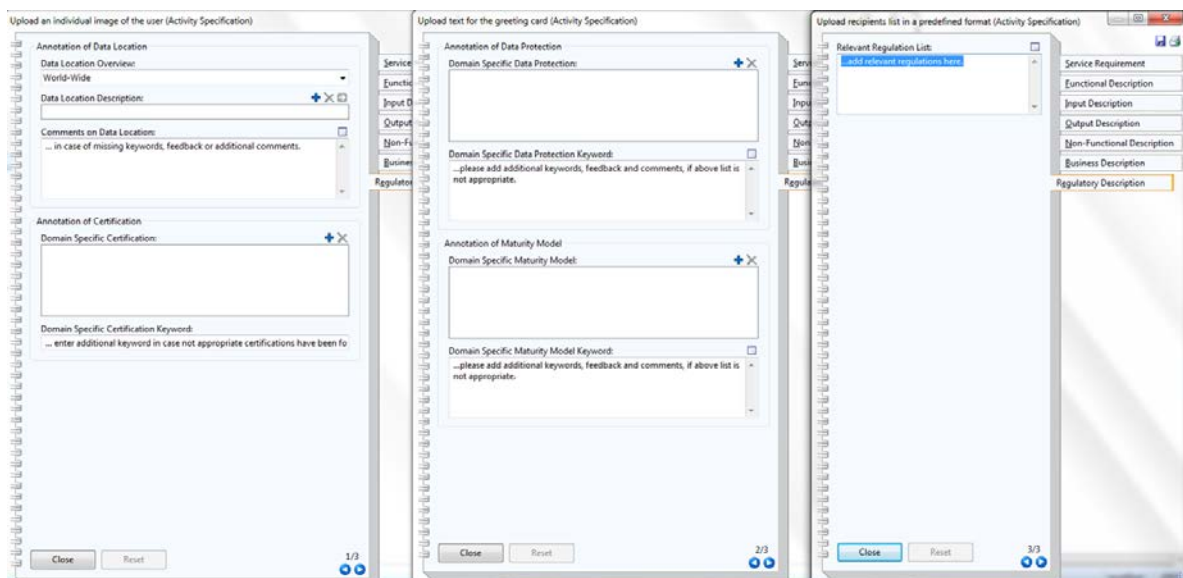 Upload an individual image of the user (Activity Specification)
Annotation of Data Location
Data Location Overview:
World-Wide
Data Location Description:
Comments on Data Location:
... in case of missing keywords, feedback or additional comments.
Annotation of Certification
Domain Specific Certification:
Domain Specific Certification Keyword:
... enter additional keyword in case not appropriate certifications have been fo
Close
Reset
1/3
Service
Functio
Input D
Output
Non-Fu
Busines
Regulator
Upload text for the greeting card (Activity Specification)
Annotation of Data Protection
Domain Specific Data Protection:
Domain Specific Data Protection Keyword:
...please add additional keywords, feedback and comments, if above list is
not appropriate.
Annotation of Maturity Model
Domain Specific Maturity Model:
Domain Specific Maturity Model Keyword:
...please add additional keywords, feedback and comments, if above list is
not appropriate.
Close
Reset
2/3
Servi
Func
Inpu
Outp
Non-
Busi
Regula
Upload recipients list in a predefined format (Activity Specification)
Relevant Regulation List:
...add relevant regulations here.
Close
Reset
3/3
Service Requirement
Functional Description
Input Description
Output Description
Non-Functional Description
Business Description
Regulatory Description